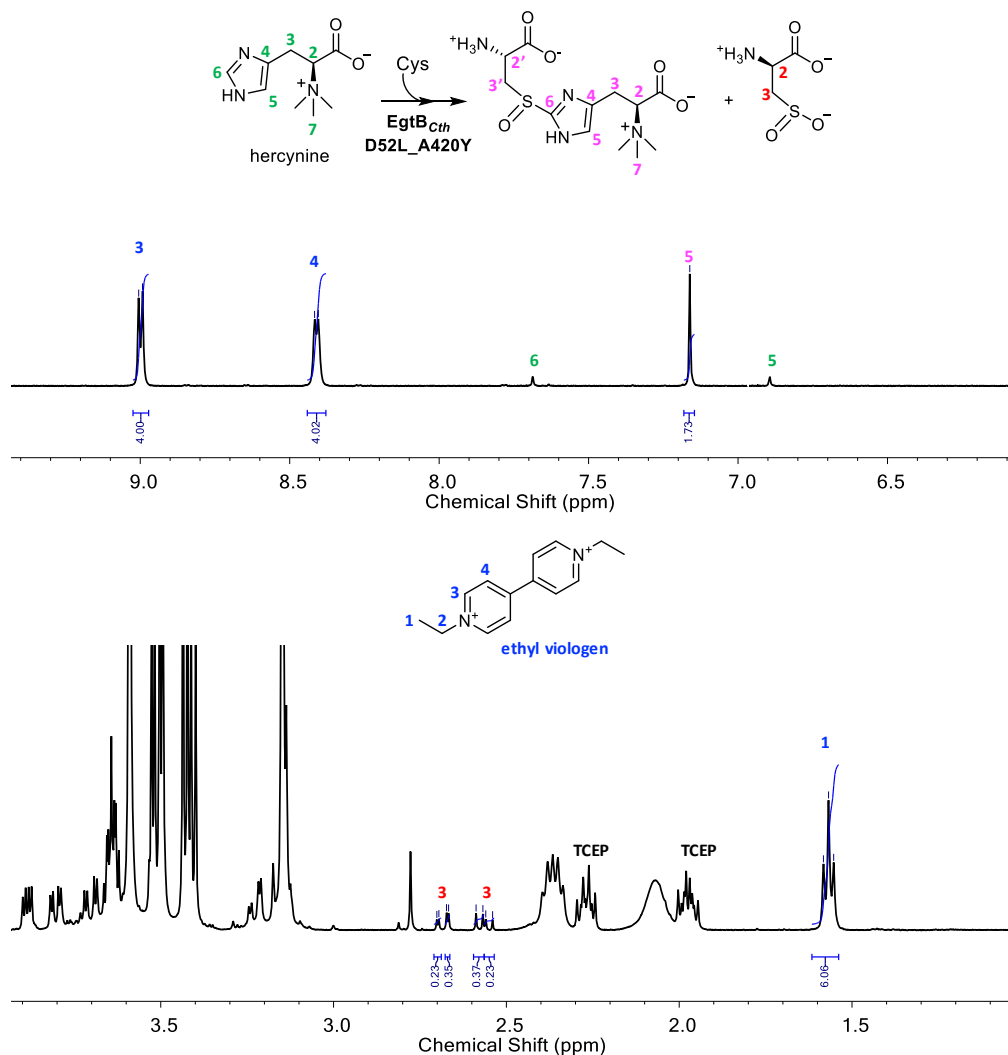 H₃N⁺ O O⁻ 2' 3' S O
3 4 2 O O⁻ N 6 HN 5 N⁺ 7
hercynine
Cys
EgtB_Cth
D52L_A420Y
6 N 4 3 2 O O⁻ HN 5 N⁺ 7
+
⁺H₃N O O⁻ 2 3 S O O⁻
3 4 6 5 5
4.00 4.02 1.73
9.0 8.5 8.0 7.5 7.0 6.5
Chemical Shift (ppm)
N⁺
4
3
1 2 N⁺
ethyl viologen
1
TCEP TCEP
3 3
0.23 0.35 0.37 0.23 6.06
3.5 3.0 2.5 2.0 1.5
Chemical Shift (ppm)